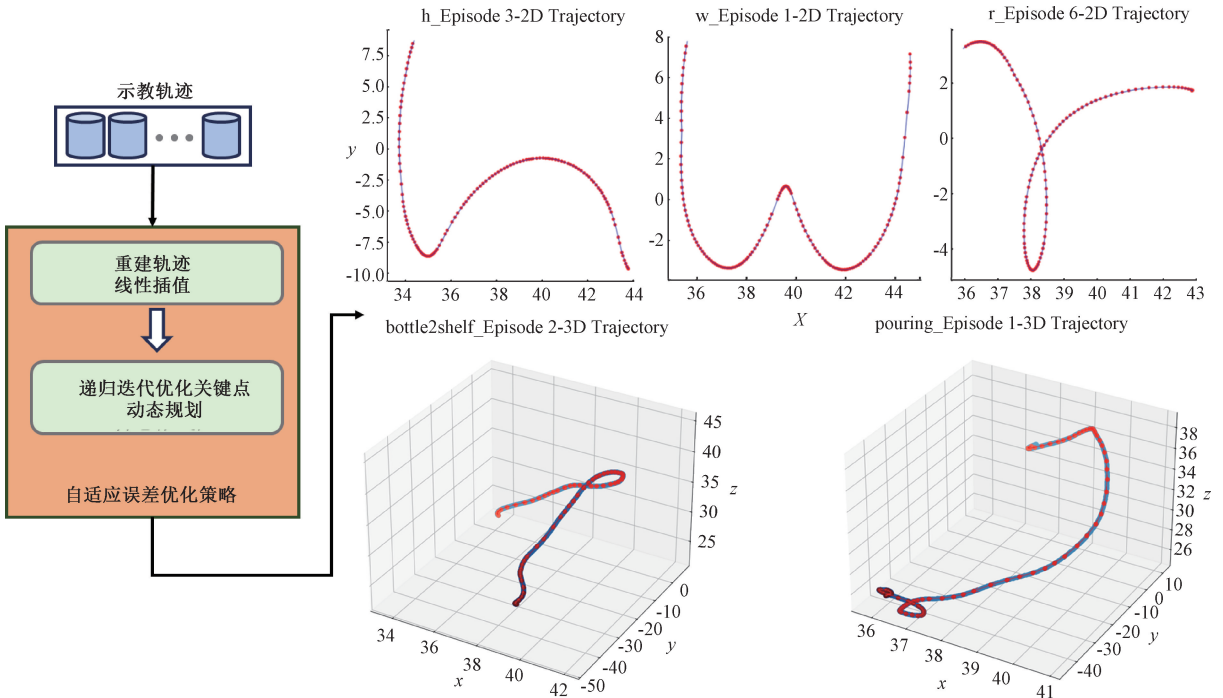 示教轨迹
重建轨迹
线性插值
递归迭代优化关键点
动态规划
自适应误差优化策略
h_Episode 3-2D Trajectory
7.5
5.0
2.5
y
0
-2.5
-5.0
-7.5
-10.0
34 36 38 40 42 44
w_Episode 1-2D Trajectory
8
6
4
2
0
-2
36 38 40 42 44
X
r_Episode 6-2D Trajectory
2
0
-2
-4
36 37 38 39 40 41 42 43
bottle2shelf_Episode 2-3D Trajectory
45
40
35
z
30
25
0
-10
-20
y
-30
-40
-50
34 36 38 40 42
x
pouring_Episode 1-3D Trajectory
38
36
34
32
z
30
28
26
10
0
-10
y
-20
-30
-40
36 37 38 39 40 41
x